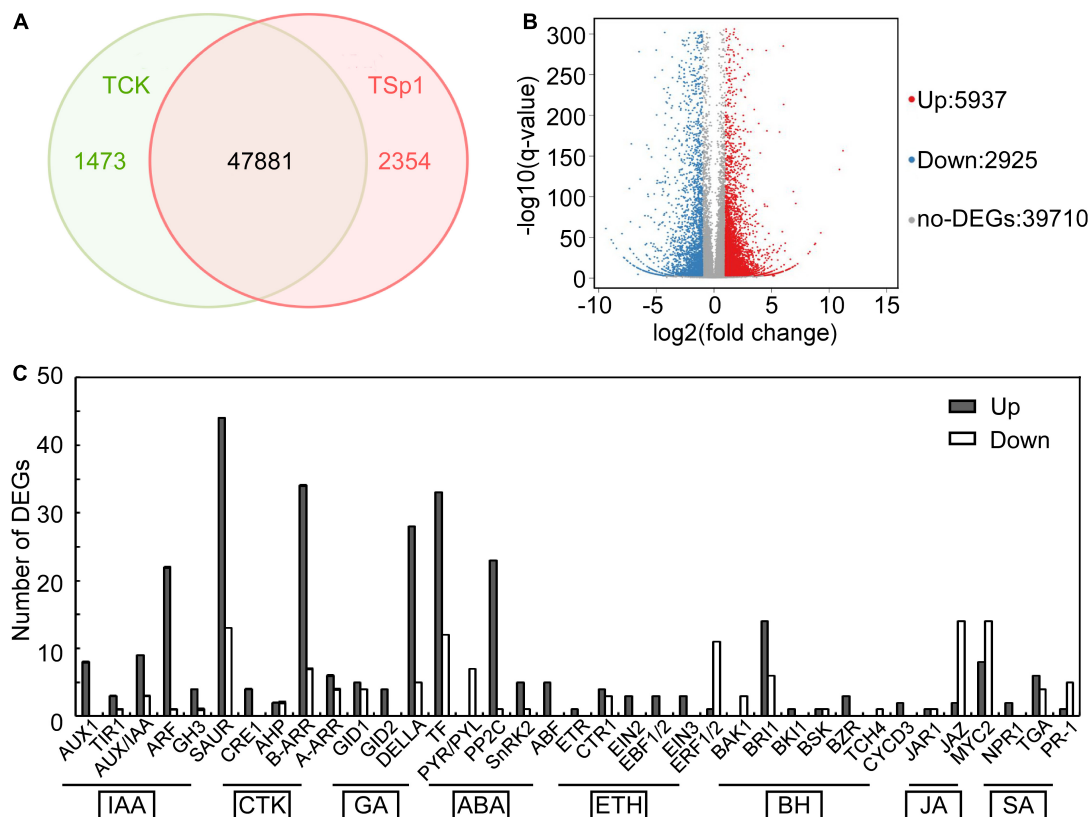 A
TCK
TSp1
1473
47881
2354
B
300
250
200
150
100
50
0
-10
-5
0
5
10
15
-log10(q-value)
log2(fold change)
Up:5937
Down:2925
no-DEGs:39710
C
50
40
30
20
10
0
Number of DEGs
Up
Down
AUX1
TIR1
AUX/IAA
ARF
GH3
SAUR
CRE1
AHP
B-ARR
A-ARR
GID1
GID2
DELLA
TF
PYR/PYL
PP2C
SnRK2
ABF
ETR
CTR1
EIN2
EBF1/2
EIN3
ERF1/2
BAK1
BRI1
BKI1
BSK
BZR
TCH4
CYCD3
JAR1
JAZ
MYC2
NPR1
TGA
PR-1
IAA
CTK
GA
ABA
ETH
BH
JA
SA